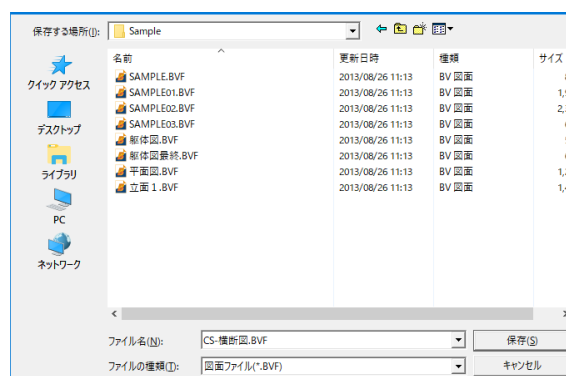 保存する場所(I): Sample
名前 更新日時 種類 サイズ
SAMPLE.BVF 2013/08/26 11:13 BV 図面
SAMPLE01.BVF 2013/08/26 11:13 BV 図面
SAMPLE02.BVF 2013/08/26 11:13 BV 図面
SAMPLE03.BVF 2013/08/26 11:13 BV 図面
躯体図.BVF 2013/08/26 11:13 BV 図面
躯体図最終.BVF 2013/08/26 11:13 BV 図面
平面図.BVF 2013/08/26 11:13 BV 図面
立面１.BVF 2013/08/26 11:13 BV 図面
クイック アクセス
デスクトップ
ライブラリ
PC
ネットワーク
ファイル名(N): CS-横断図.BVF 保存(S)
ファイルの種類(T): 図面ファイル(*.BVF) キャンセル